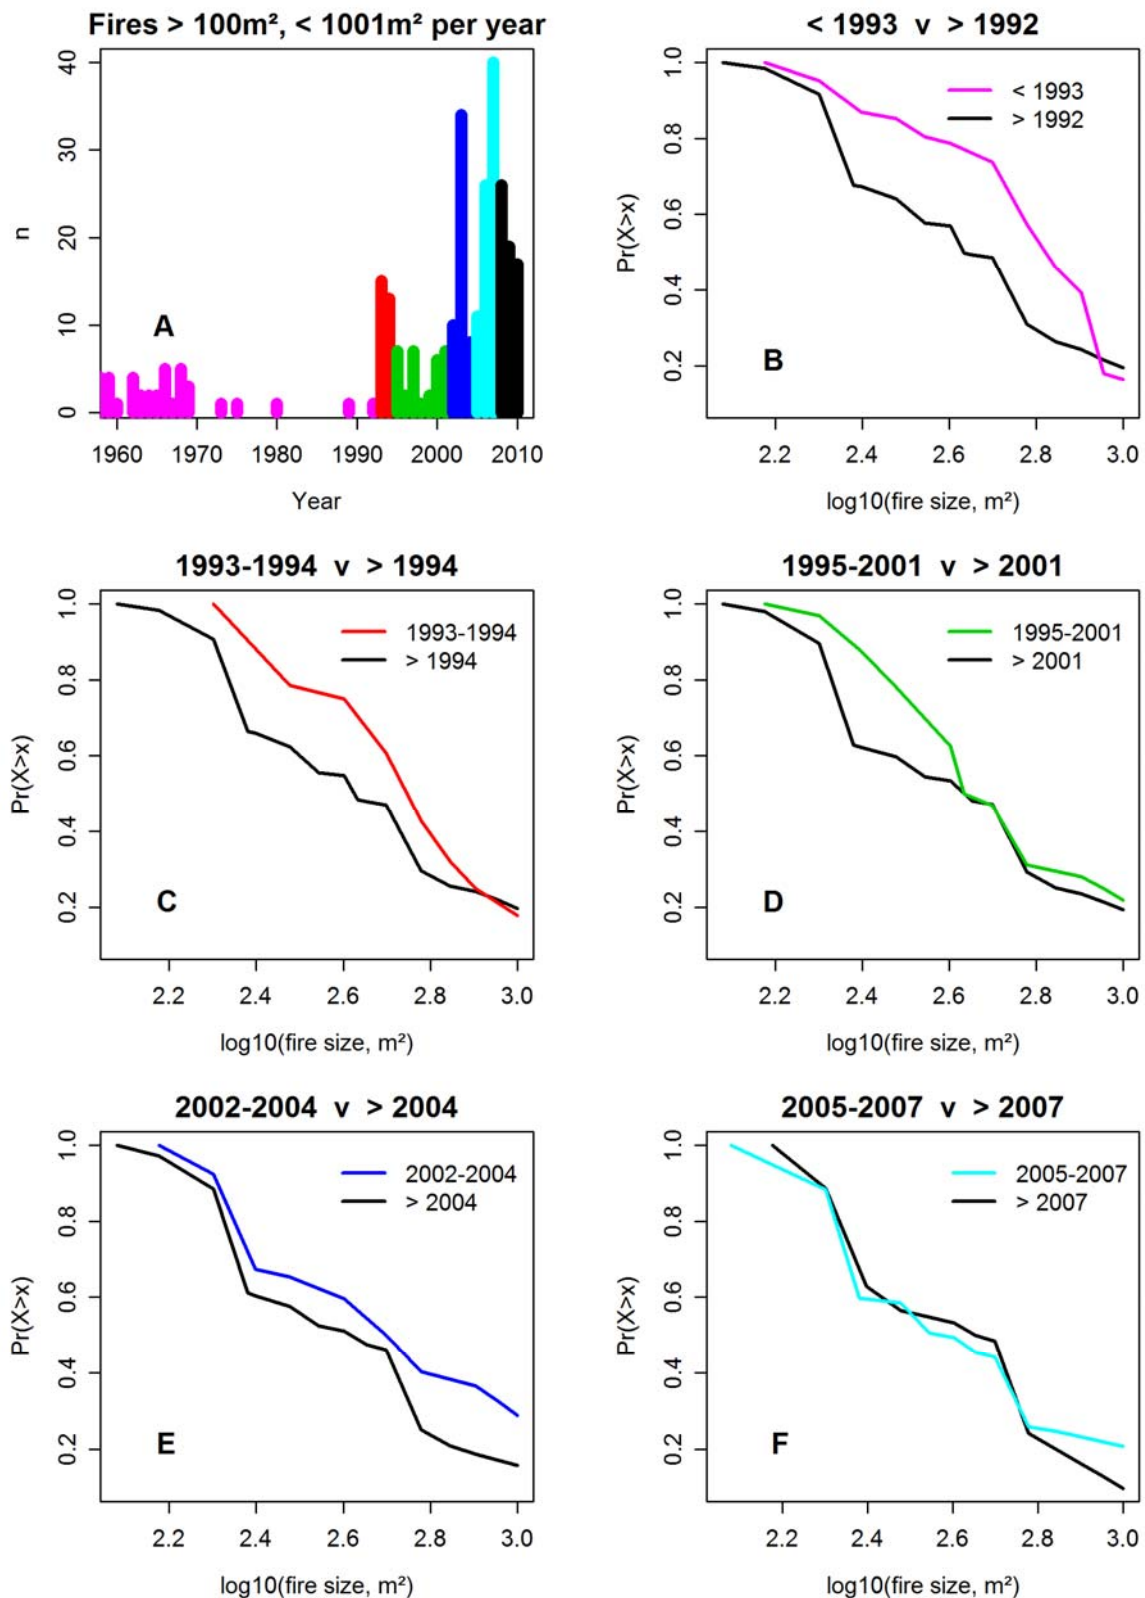 Fires > 100m², < 1001m² per year
40
30
20
10
0
n
A
1960 1970 1980 1990 2000 2010
Year
< 1993 v > 1992
1.0
0.8
0.6
0.4
0.2
Pr(X>x)
< 1993
> 1992
B
2.2 2.4 2.6 2.8 3.0
log10(fire size, m²)
1993-1994 v > 1994
1.0
0.8
0.6
0.4
0.2
Pr(X>x)
1993-1994
> 1994
C
2.2 2.4 2.6 2.8 3.0
log10(fire size, m²)
1995-2001 v > 2001
1.0
0.8
0.6
0.4
0.2
Pr(X>x)
1995-2001
> 2001
D
2.2 2.4 2.6 2.8 3.0
log10(fire size, m²)
2002-2004 v > 2004
1.0
0.8
0.6
0.4
0.2
Pr(X>x)
2002-2004
> 2004
E
2.2 2.4 2.6 2.8 3.0
log10(fire size, m²)
2005-2007 v > 2007
1.0
0.8
0.6
0.4
0.2
Pr(X>x)
2005-2007
> 2007
F
2.2 2.4 2.6 2.8 3.0
log10(fire size, m²)